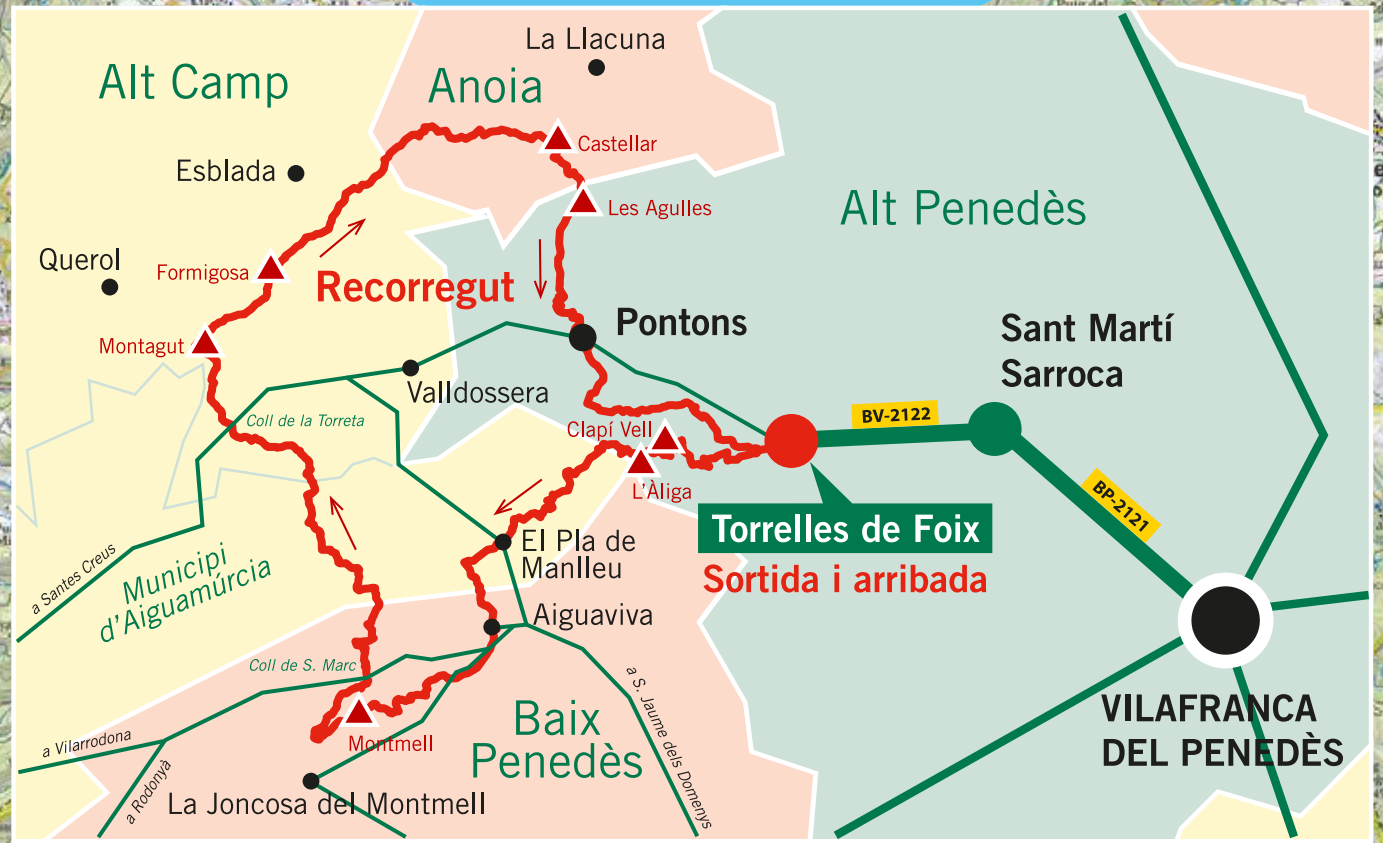 La Llacuna
Alt Camp
Anoia
Castellar
Esblada
Les Agulles
Alt Penedès
Querol
Formigosa
Recorregut
Pontons
Sant Martí
Sarroca
Montagut
Valldossera
Coll de la Torreta
Clapí Vell
BV-2122
L'Àliga
BP-2121
Torrelles de Foix
Sortida i arribada
El Pla de
Manlleu
a Santes Creus
Municipi
d'Aiguamúrcia
Aiguaviva
Coll de S. Marc
a S. Jaume dels Domenys
Baix
Penedès
VILAFRANCA
DEL PENEDÈS
a Vilarrodona
Montmell
a Rodonyà
La Joncosa del Montmell